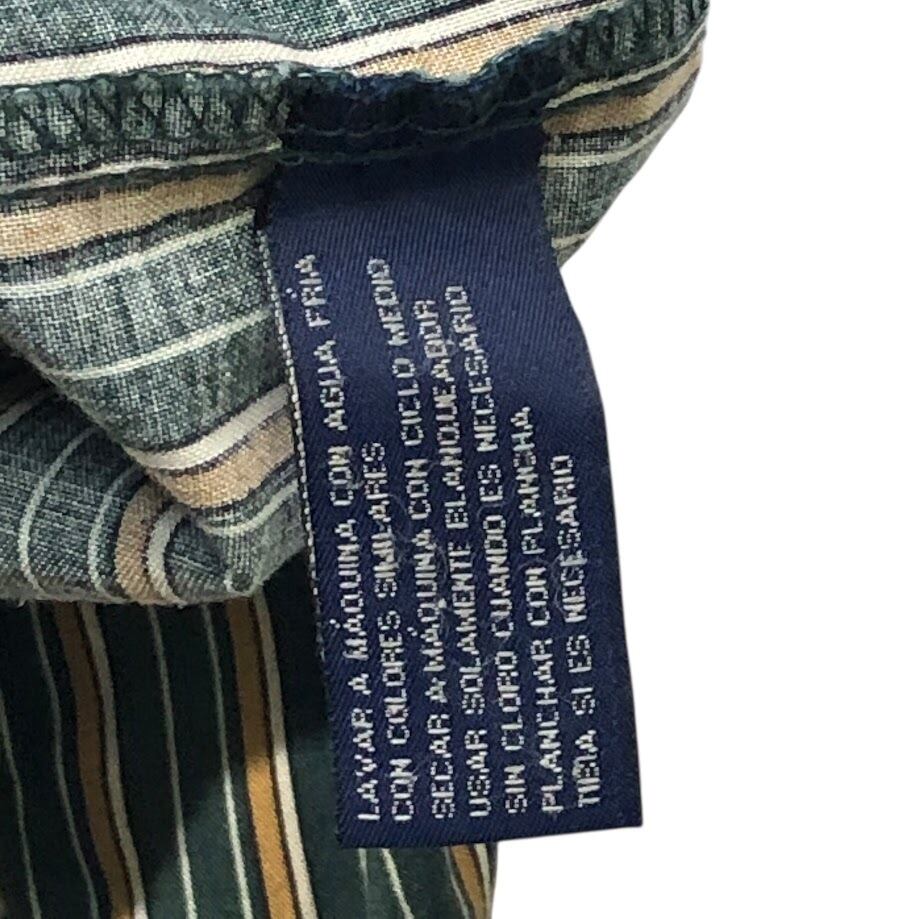 LAVAR A MÁQUINA CON AGUA FRIA
CON COLORES SIMILARES
SECAR A MÁQUINA CON CICLO MEDIO
USAR SOLAMENTE BLANQUEADOR
SIN CLORO CUANDO ES NECESARIO
PLANCHAR CON PLANCHA
TIBIA SI ES NECESARIO